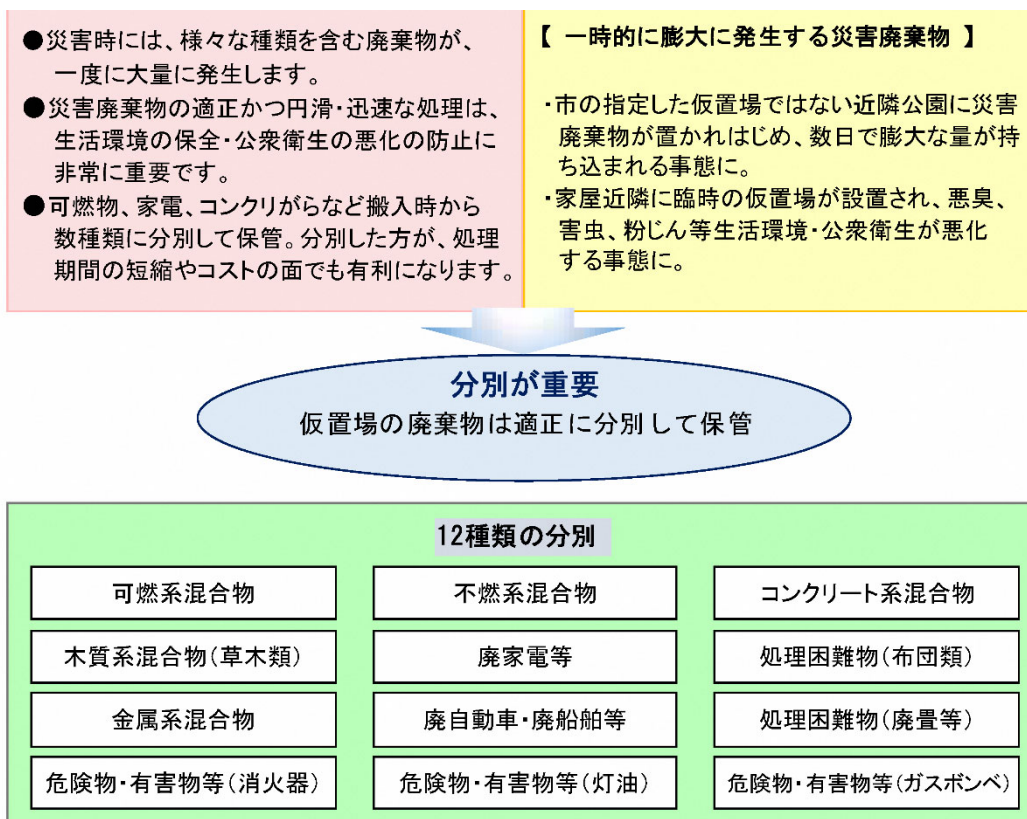 ●災害時には、様々な種類を含む廃棄物が、
一度に大量に発生します。
●災害廃棄物の適正かつ円滑・迅速な処理は、
生活環境の保全・公衆衛生の悪化の防止に
非常に重要です。
●可燃物、家電、コンクリがらなど搬入時から
数種類に分別して保管。分別した方が、処理
期間の短縮やコストの面でも有利になります。
【 一時的に膨大に発生する災害廃棄物 】
・市の指定した仮置場ではない近隣公園に災害
廃棄物が置かれはじめ、数日で膨大な量が持
ち込まれる事態に。
・家屋近隣に臨時の仮置場が設置され、悪臭、
害虫、粉じん等生活環境・公衆衛生が悪化
する事態に。
分別が重要
仮置場の廃棄物は適正に分別して保管
12種類の分別
可燃系混合物
不燃系混合物
コンクリート系混合物
木質系混合物(草木類)
廃家電等
処理困難物(布団類)
金属系混合物
廃自動車・廃船舶等
処理困難物(廃畳等)
危険物・有害物等(消火器)
危険物・有害物等(灯油)
危険物・有害物等(ガスボンベ)